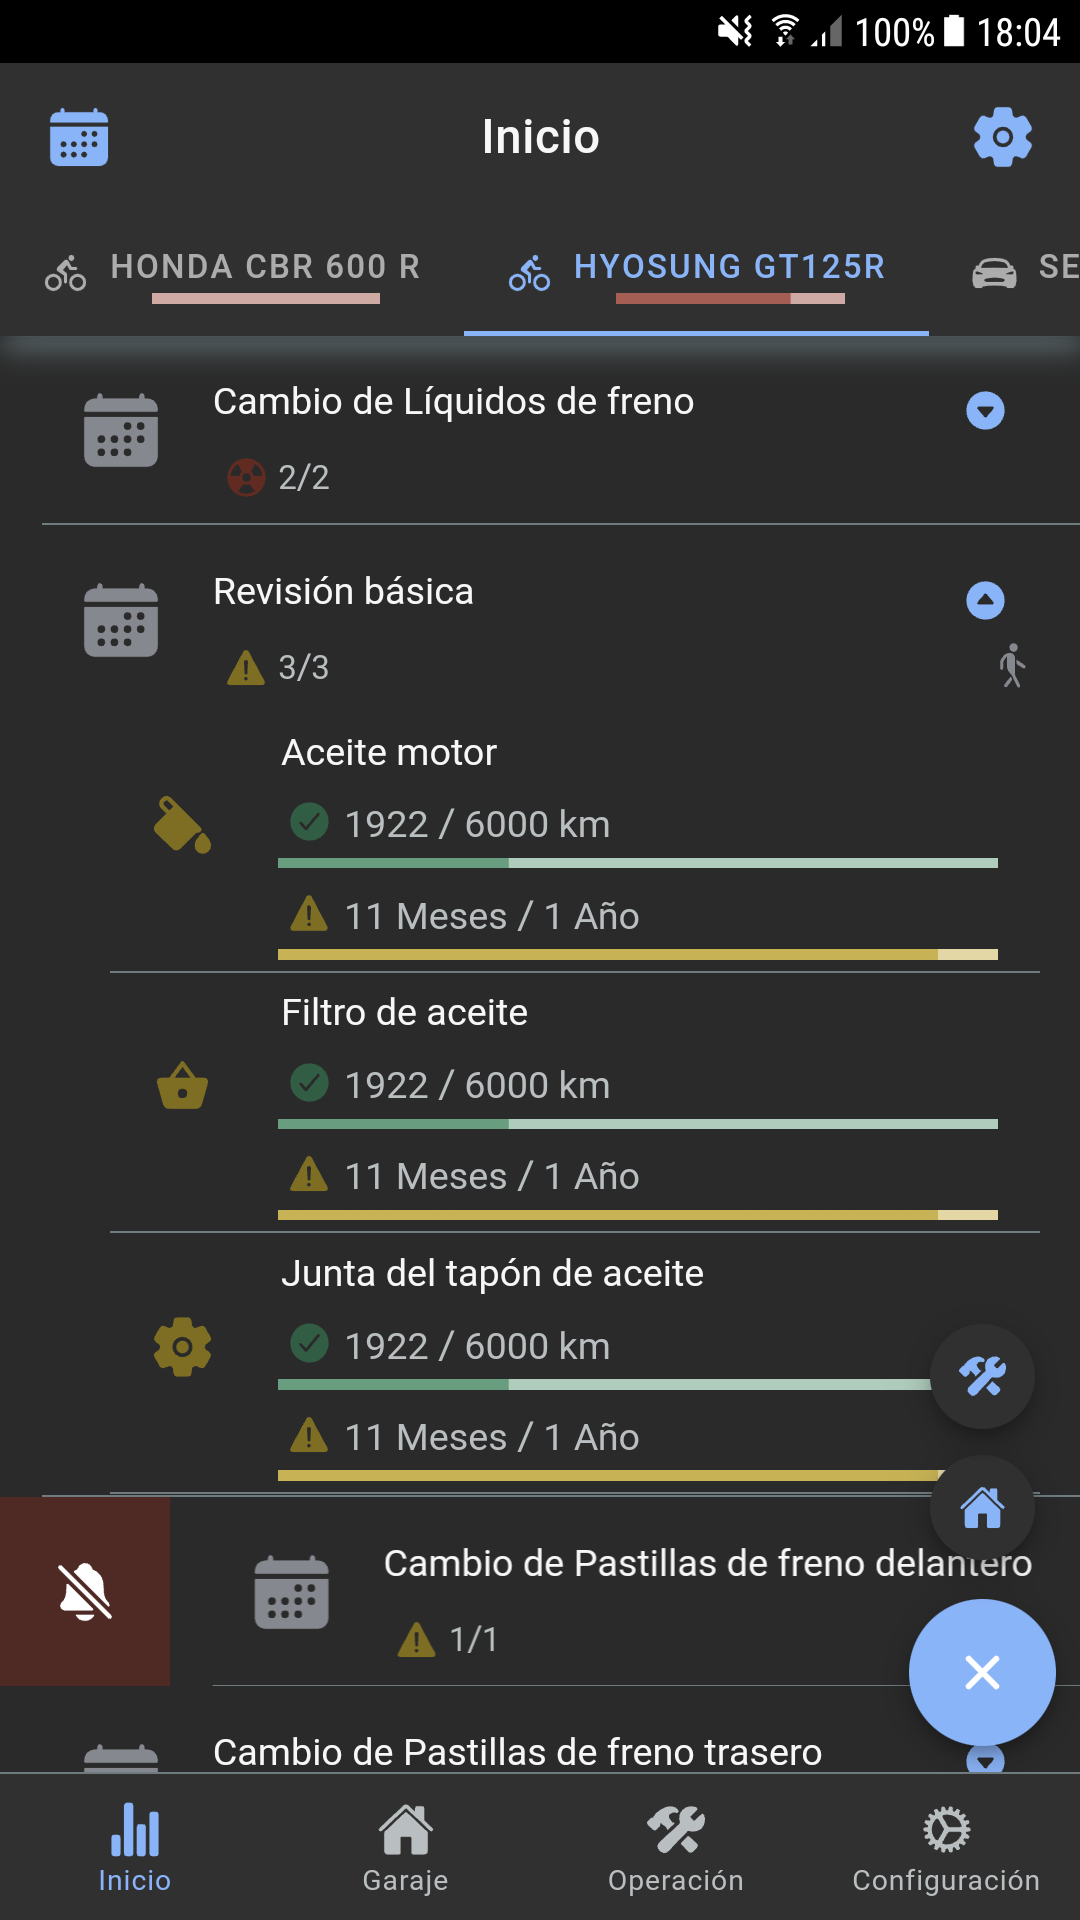 100% 18:04
Inicio
HONDA CBR 600 R HYOSUNG GT125R SE
Cambio de Líquidos de freno
2/2
Revisión básica
3/3
Aceite motor
1922 / 6000 km
11 Meses / 1 Año
Filtro de aceite
1922 / 6000 km
11 Meses / 1 Año
Junta del tapón de aceite
1922 / 6000 km
11 Meses / 1 Año
Cambio de Pastillas de freno delantero
1/1
Cambio de Pastillas de freno trasero
Inicio Garaje Operación Configuración